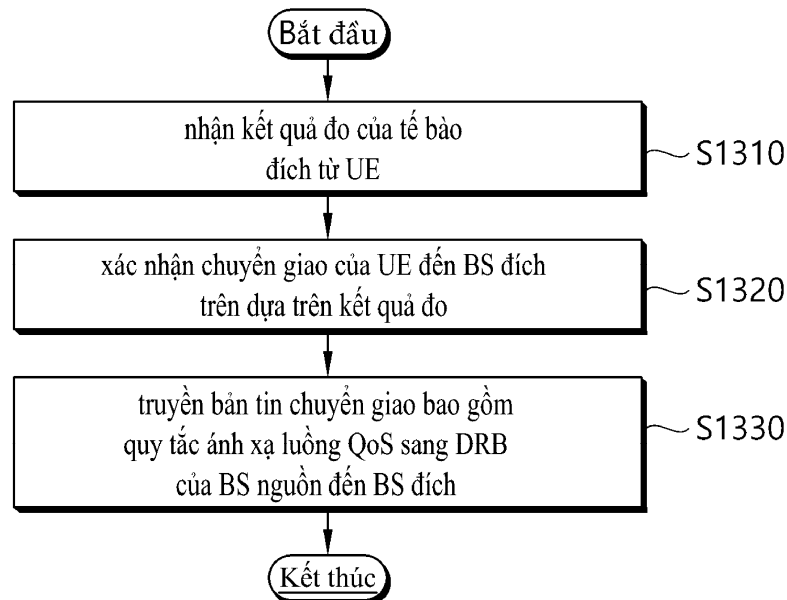 Bắt đầu
nhận kết quả đo của tế bào
đích từ UE
S1310
xác nhận chuyển giao của UE đến BS đích
trên dựa trên kết quả đo
S1320
truyền bản tin chuyển giao bao gồm
quy tắc ánh xạ luồng QoS sang DRB
của BS nguồn đến BS đích
S1330
Kết thúc